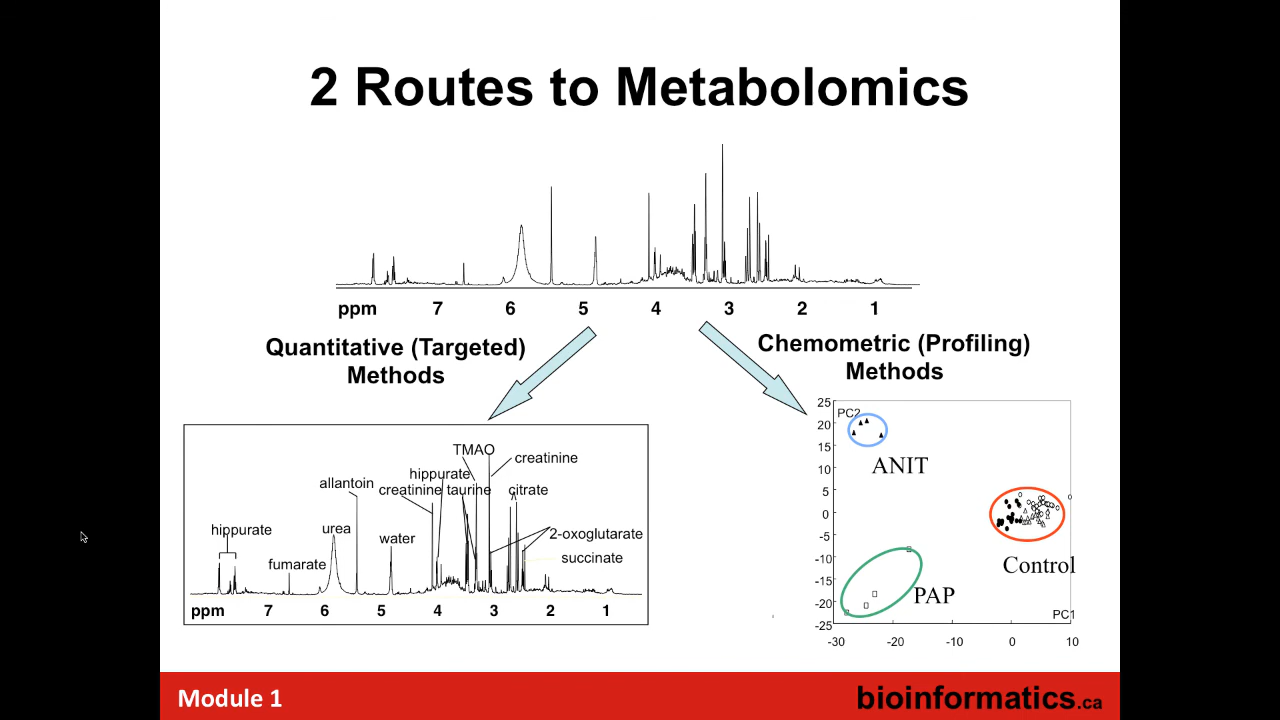 2 Routes to Metabolomics
ppm 7 6 5 4 3 2 1
Quantitative (Targeted)
Methods
Chemometric (Profiling)
Methods
TMAO
creatinine
hippurate
allantoin
creatinine taurine citrate
hippurate
urea
water
2-oxoglutarate
fumarate
succinate
ppm 7 6 5 4 3 2 1
25
PC2
20
15
ANIT
10
5
0
-5
-10
Control
-15
PAP
-20
PC1
-25
-30 -20 -10 0 10
Module 1
bioinformatics.ca